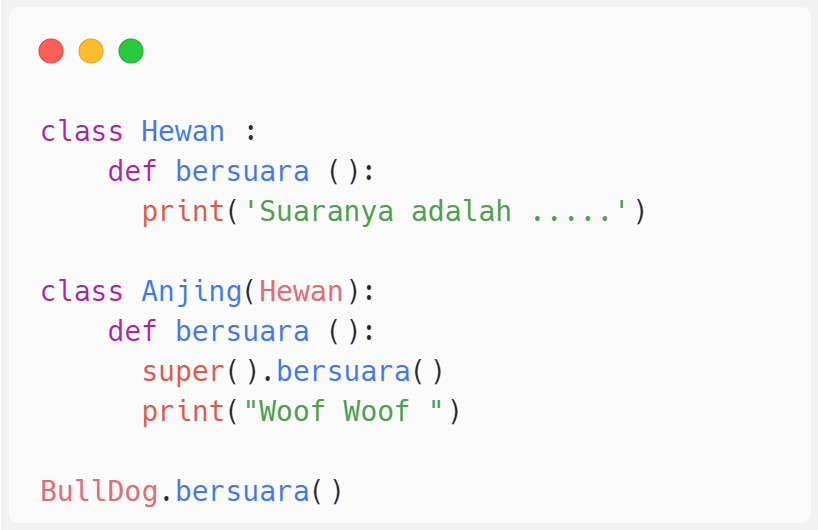 class Hewan :
    def bersuara ():
      print('Suaranya adalah .....')

class Anjing(Hewan):
    def bersuara ():
      super().bersuara()
      print("Woof Woof ")

BullDog.bersuara()